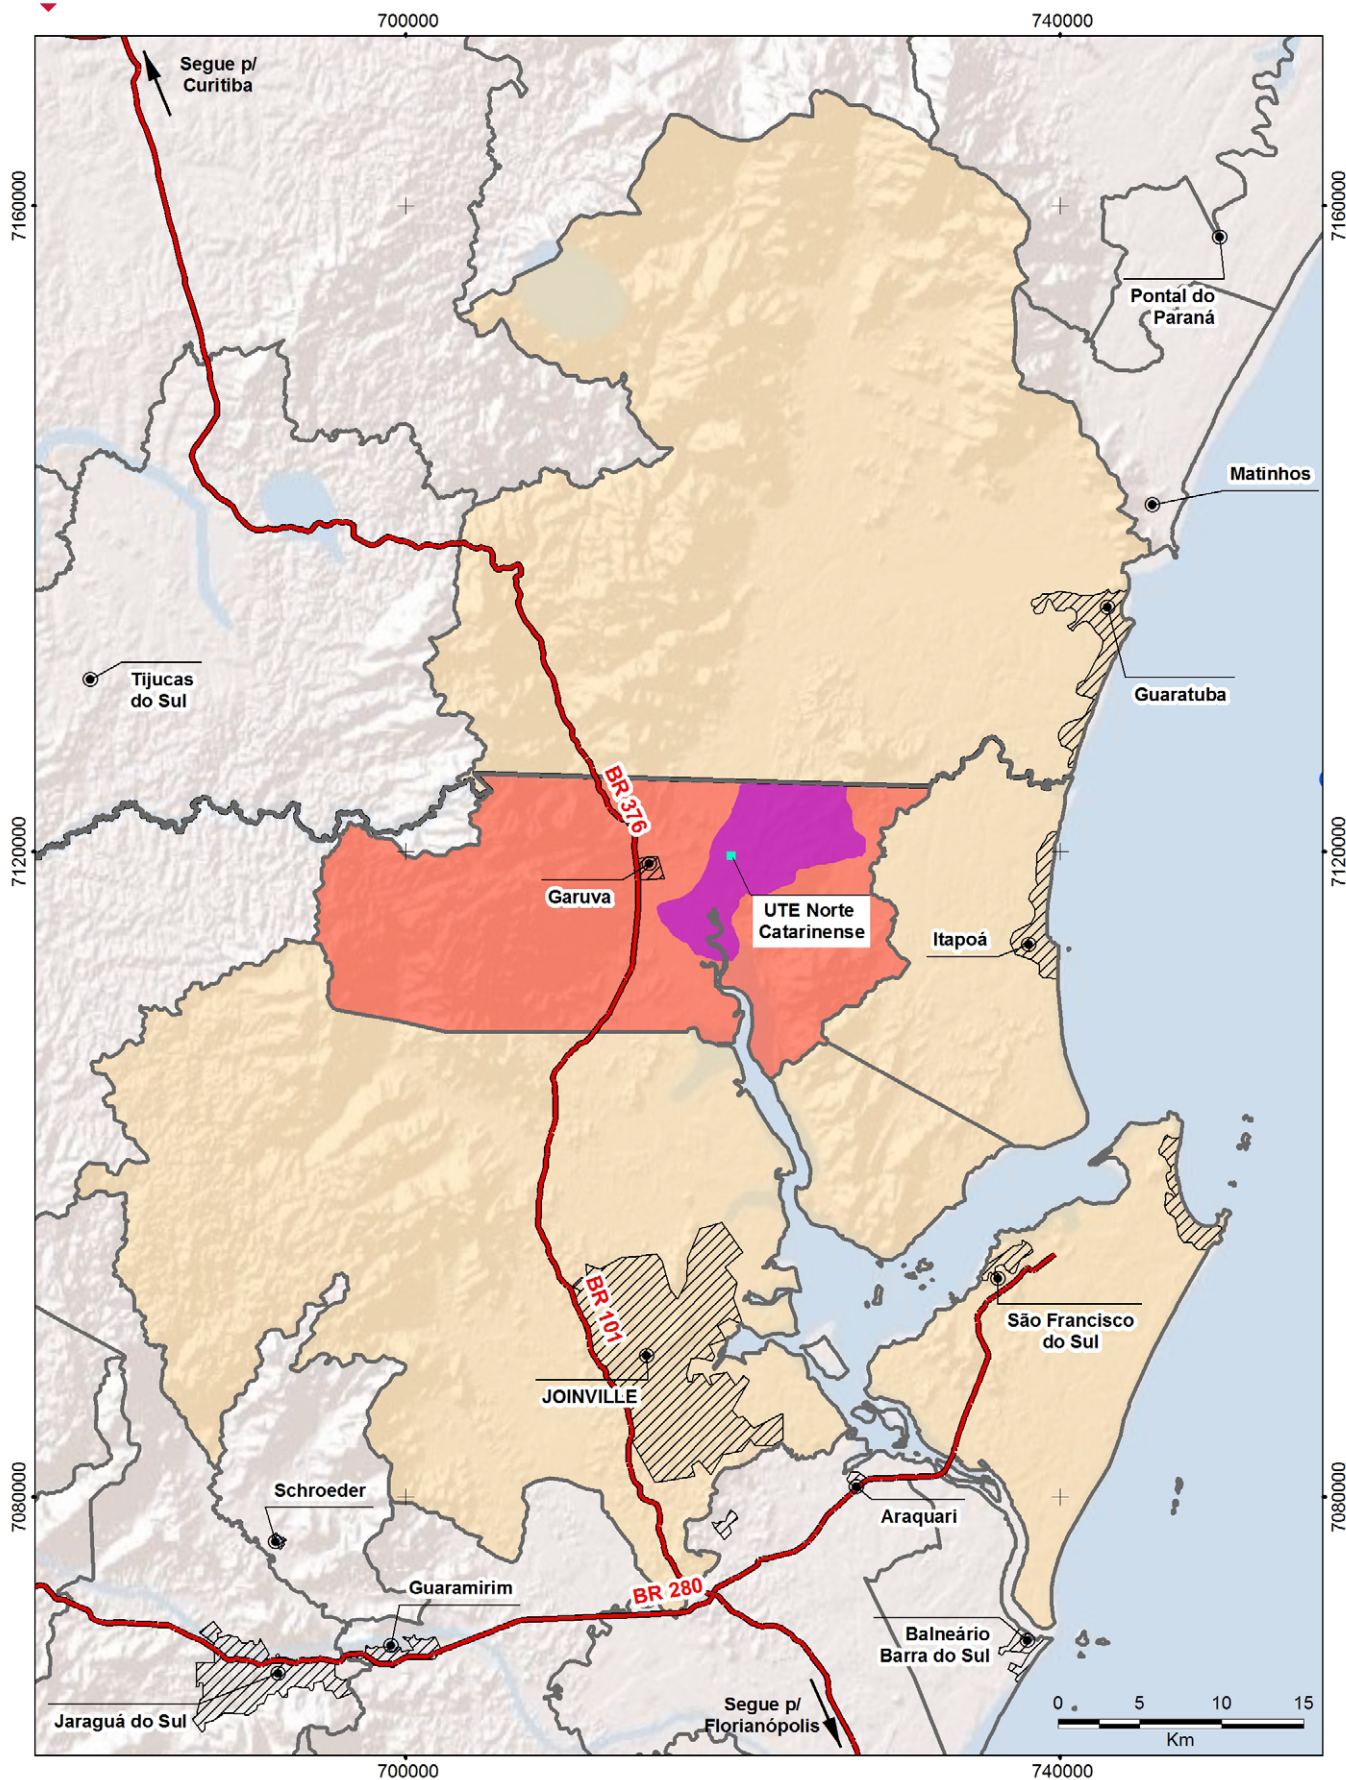 700000
740000
Segue p/
Curitiba
7160000
7160000
Pontal do
Paraná
Matinhos
Tijucas
do Sul
Guaratuba
BR 376
7120000
7120000
Garuva
UTE Norte
Catarinense
Itapoá
BR 101
São Francisco
do Sul
JOINVILLE
Schroeder
7080000
7080000
Araquari
Guaramirim
BR 280
Balneário
Barra do Sul
Jaraguá do Sul
Segue p/
Florianópolis
0 5 10 15
Km
700000
740000